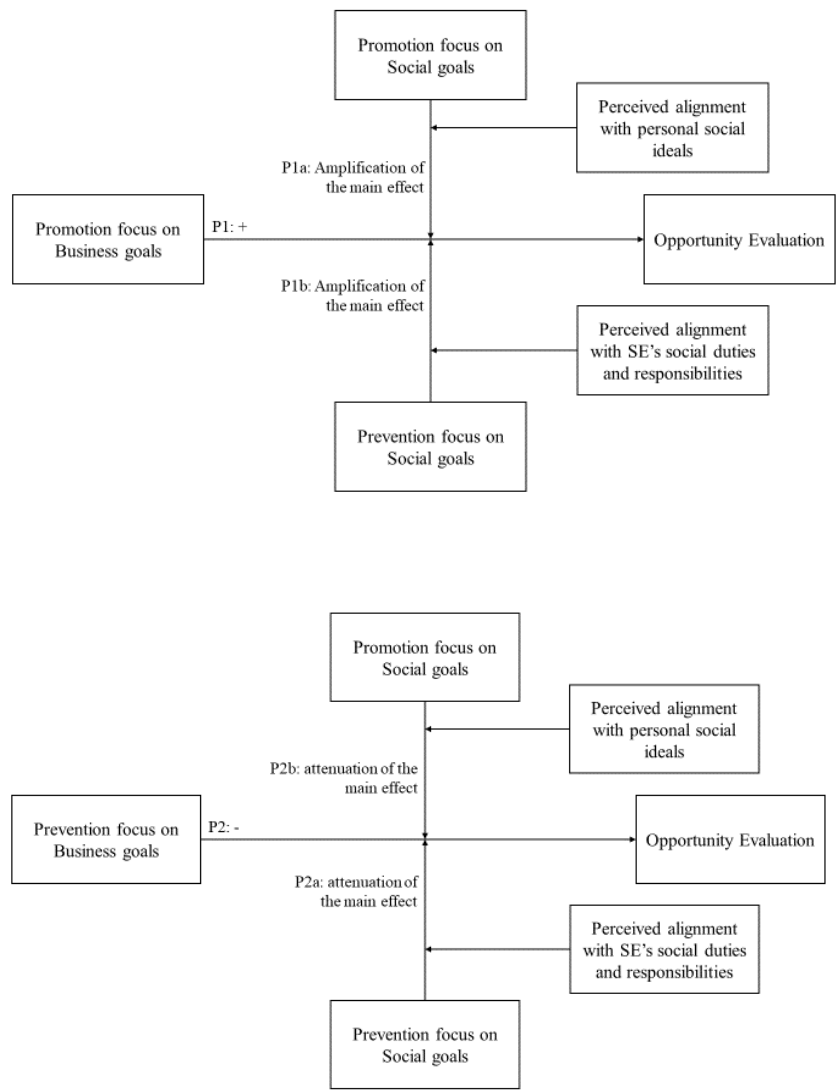 Promotion focus on
Social goals
Perceived alignment
with personal social
ideals
P1a: Amplification of
the main effect
Promotion focus on
Business goals
P1: +
Opportunity Evaluation
P1b: Amplification of
the main effect
Perceived alignment
with SE's social duties
and responsibilities
Prevention focus on
Social goals
Promotion focus on
Social goals
Perceived alignment
with personal social
ideals
P2b: attenuation of the
main effect
Prevention focus on
Business goals
P2: -
Opportunity Evaluation
P2a: attenuation of
the main effect
Perceived alignment
with SE's social duties
and responsibilities
Prevention focus on
Social goals